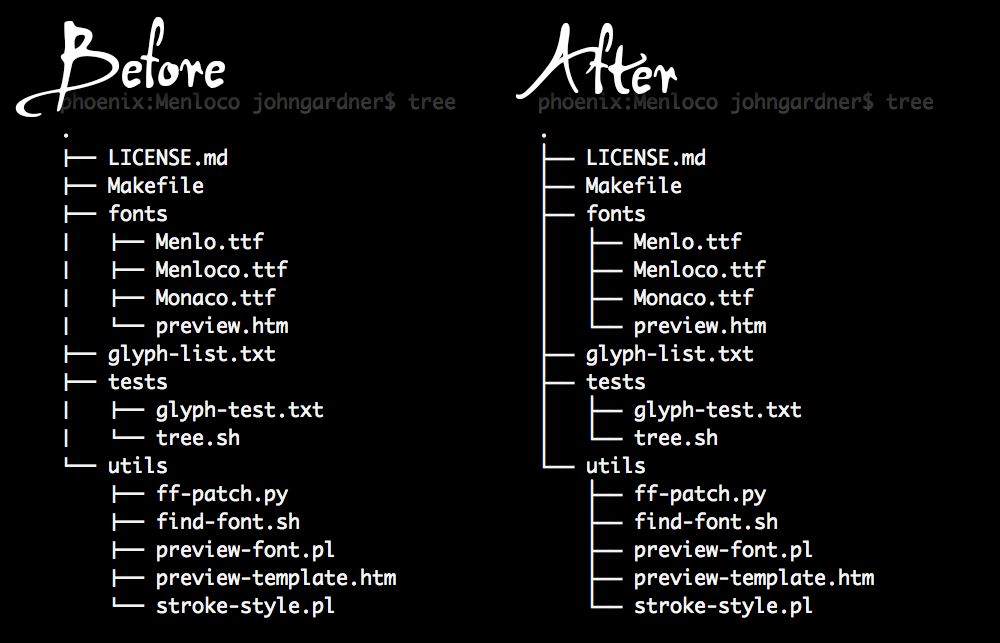 Before
phoenix:Menloco johngardner$ tree
.
├── LICENSE.md
├── Makefile
├── fonts
│   ├── Menlo.ttf
│   ├── Menloco.ttf
│   ├── Monaco.ttf
│   └── preview.htm
├── glyph-list.txt
├── tests
│   ├── glyph-test.txt
│   └── tree.sh
└── utils
    ├── ff-patch.py
    ├── find-font.sh
    ├── preview-font.pl
    ├── preview-template.htm
    └── stroke-style.pl
After
phoenix:Menloco johngardner$ tree
.
├── LICENSE.md
├── Makefile
├── fonts
│   ├── Menlo.ttf
│   ├── Menloco.ttf
│   ├── Monaco.ttf
│   └── preview.htm
├── glyph-list.txt
├── tests
│   ├── glyph-test.txt
│   └── tree.sh
└── utils
    ├── ff-patch.py
    ├── find-font.sh
    ├── preview-font.pl
    ├── preview-template.htm
    └── stroke-style.pl